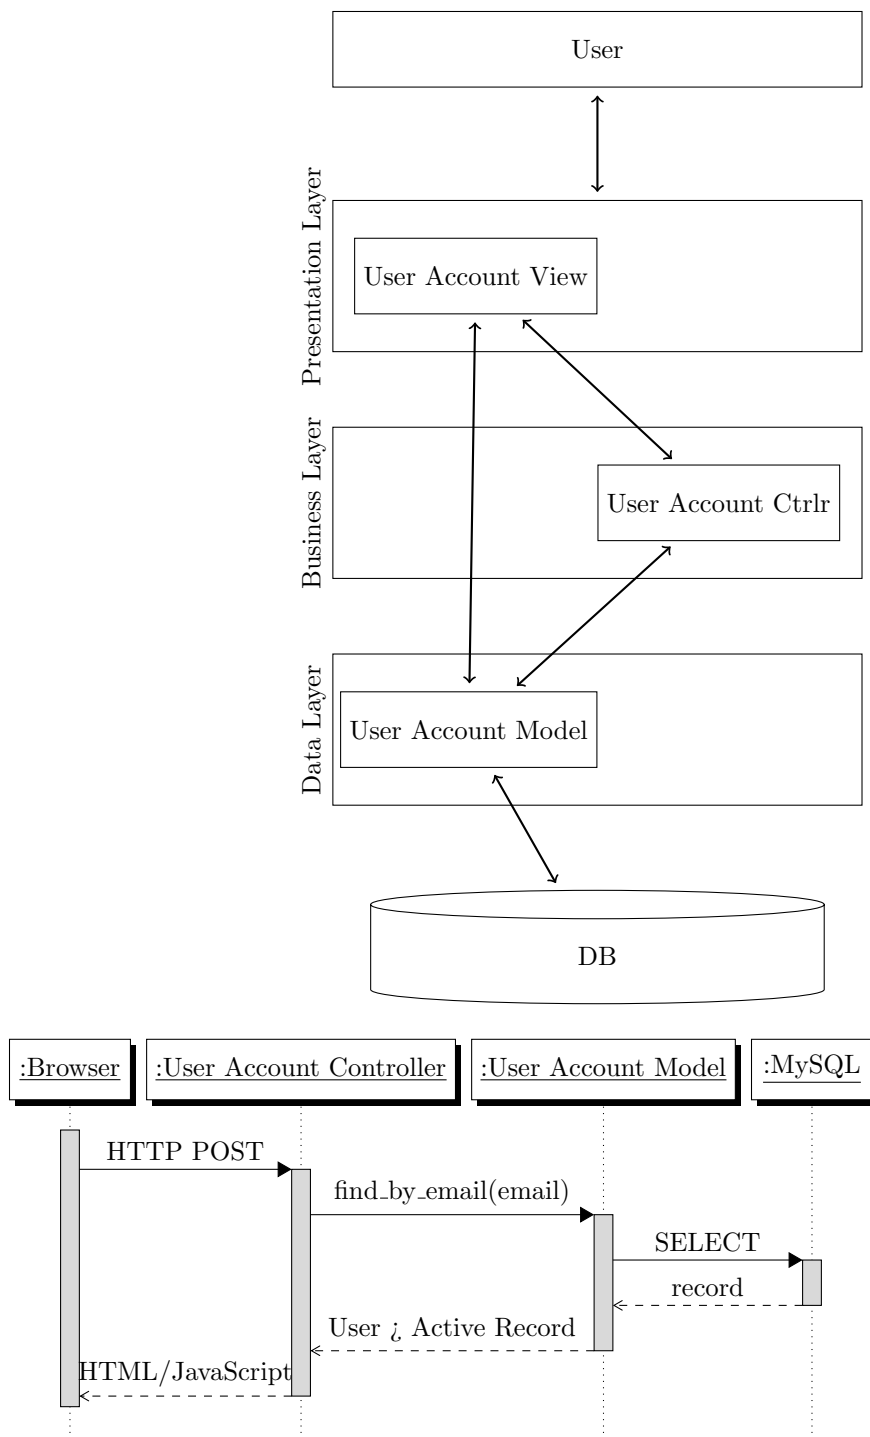 User
Presentation Layer
User Account View
Business Layer
User Account Ctrlr
Data Layer
User Account Model
DB
:Browser
:User Account Controller
:User Account Model
:MySQL
HTTP POST
find_by_email(email)
SELECT
record
User ¿ Active Record
HTML/JavaScript